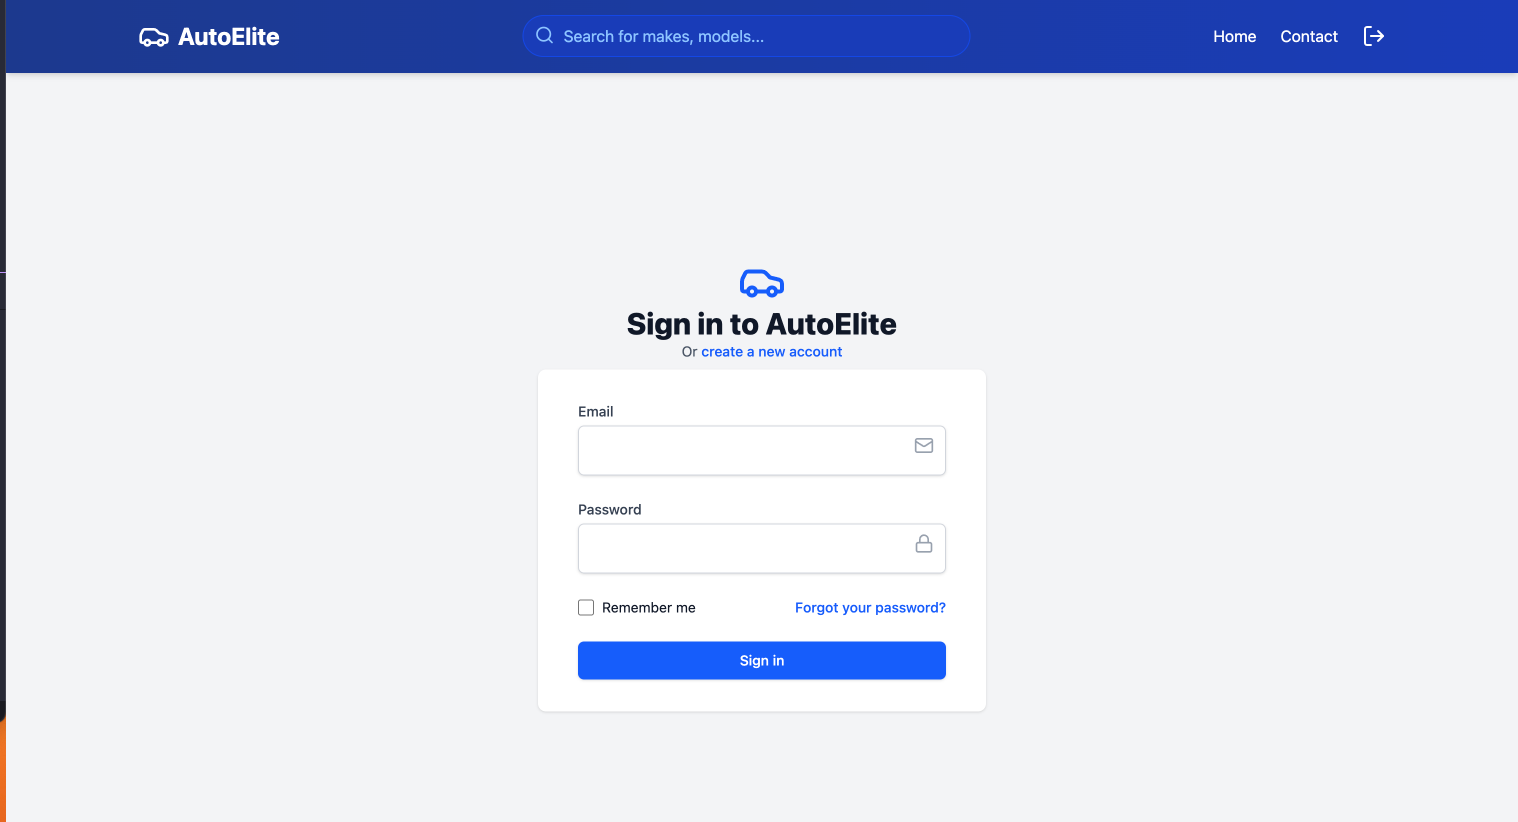 AutoElite
Search for makes, models...
Home
Contact
Sign in to AutoElite
Or create a new account
Email
Password
Remember me
Forgot your password?
Sign in